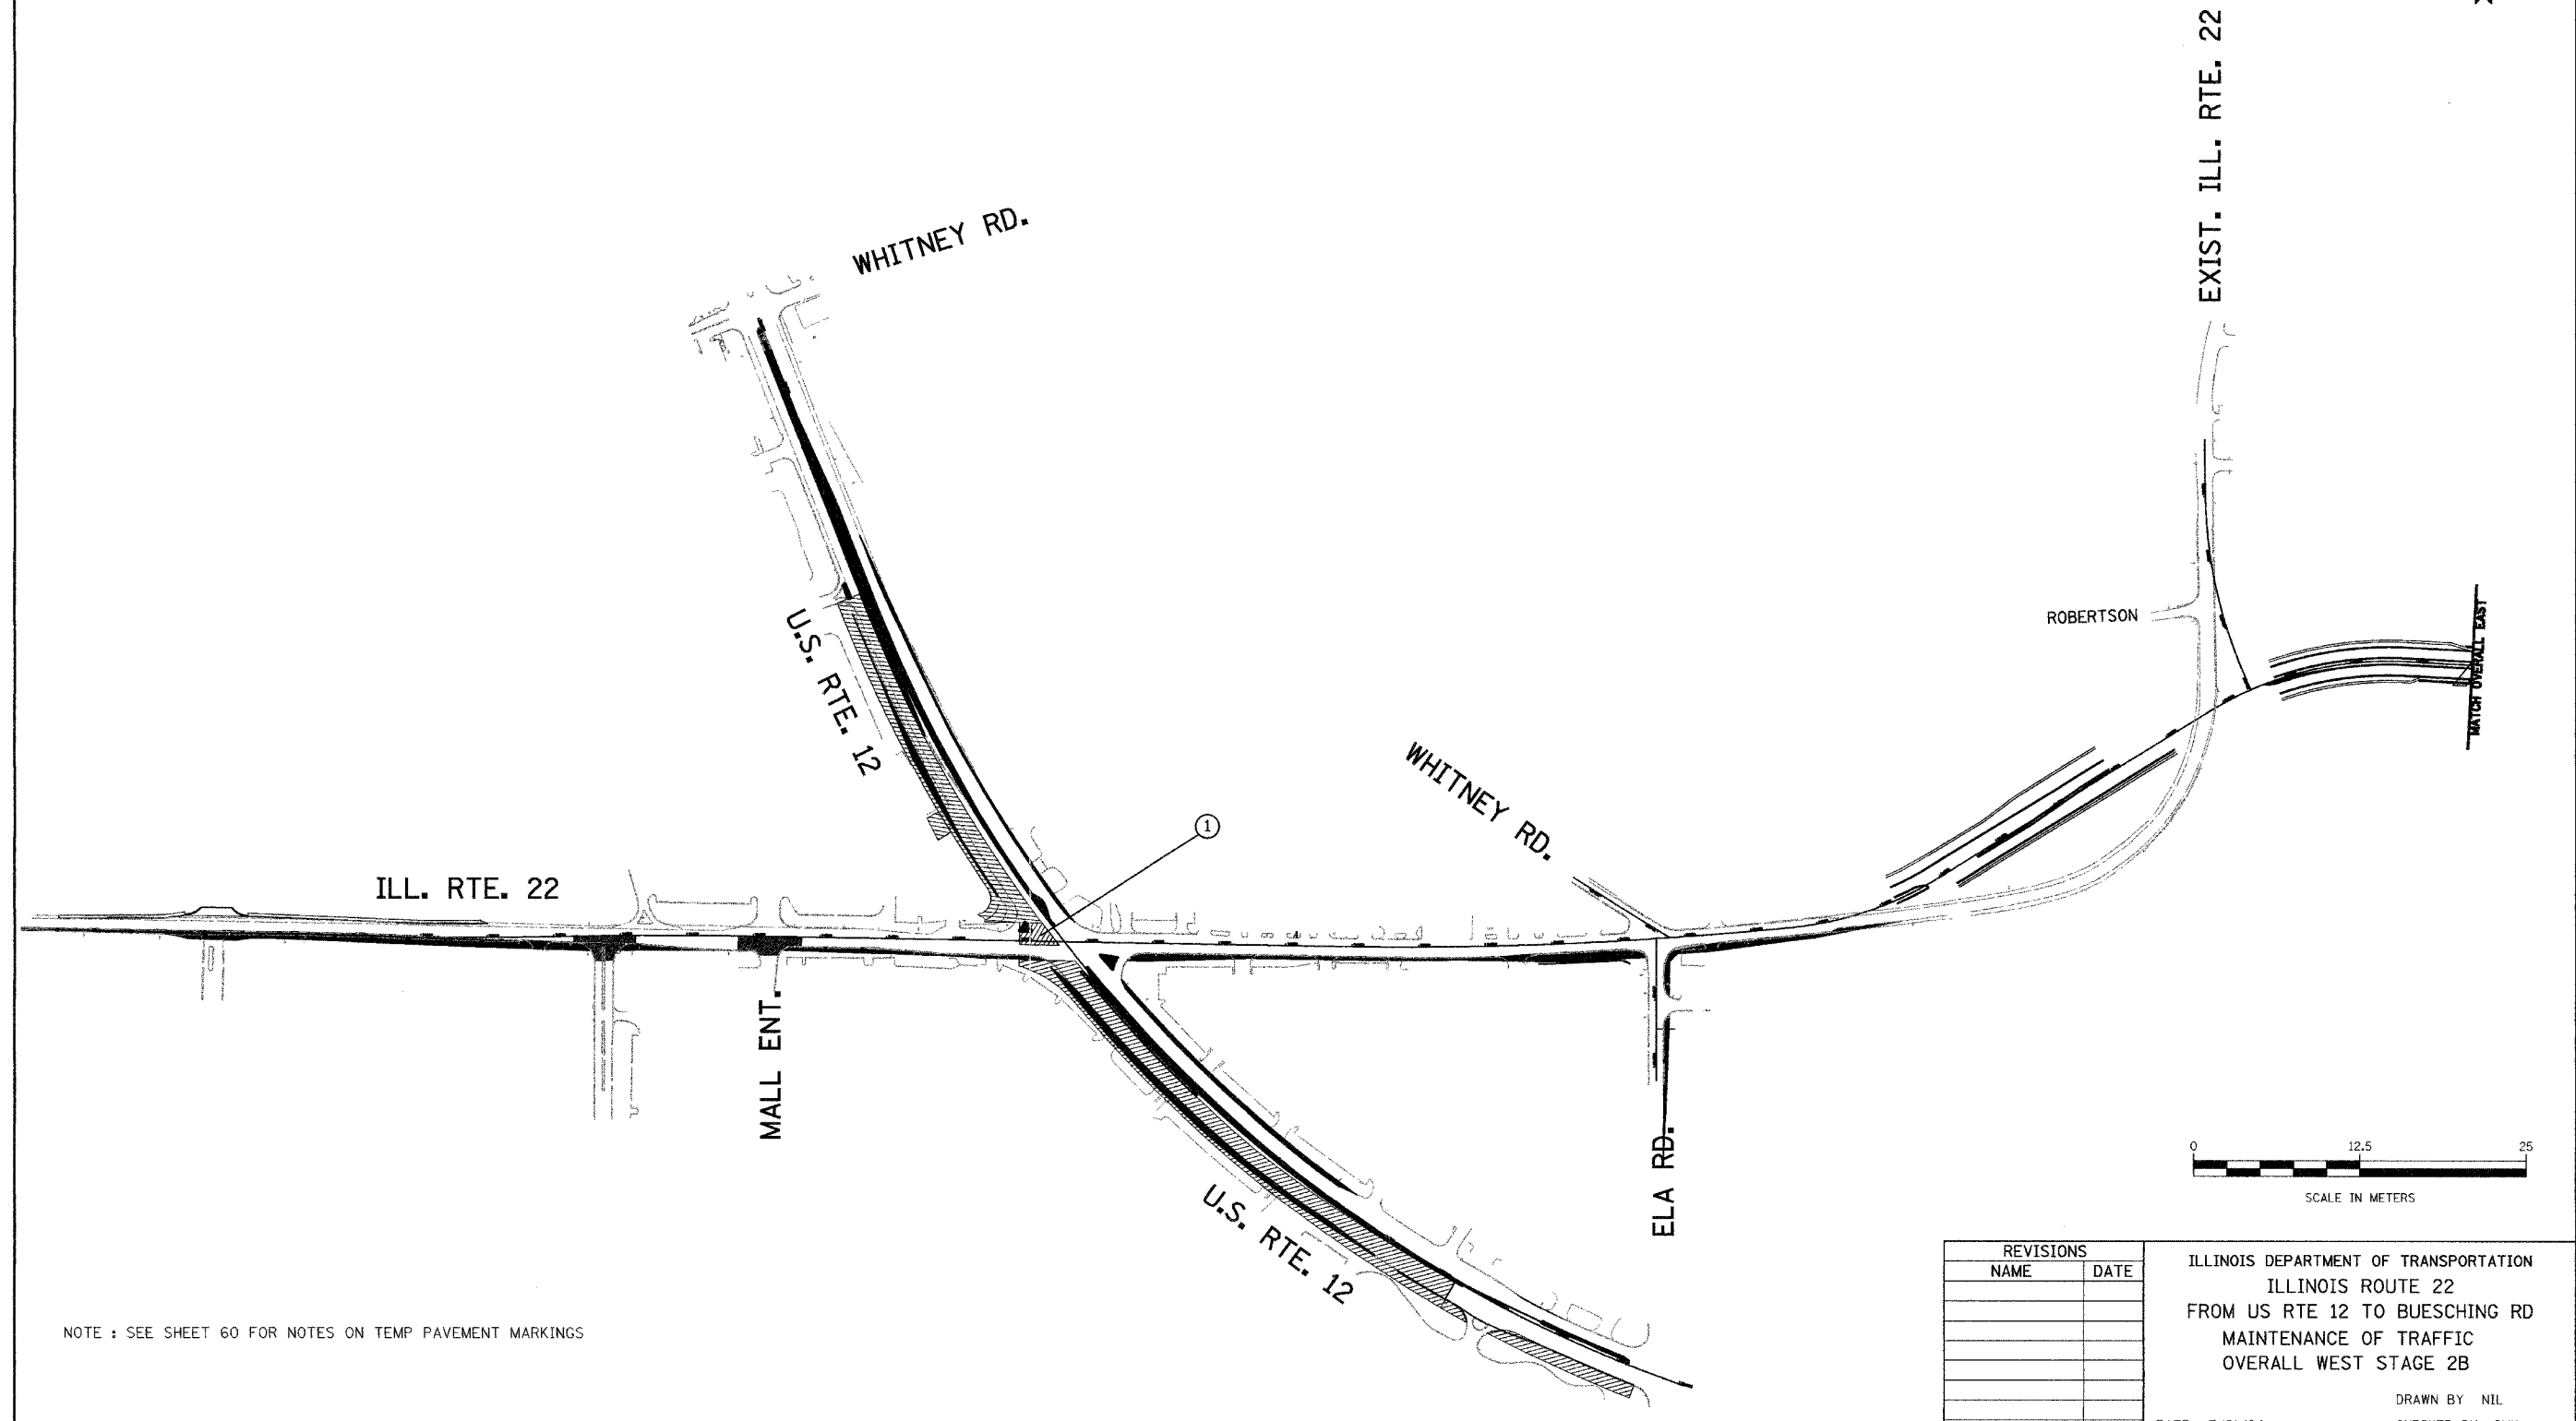 EXIST. ILL. RTE. 22
WHITNEY RD.
ROBERTSON
MATCH OVERALL EAST
U.S. RTE. 12
WHITNEY RD.
1
ILL. RTE. 22
MALL ENT.
ELA RD.
U.S. RTE. 12
0 12.5 25
SCALE IN METERS
NOTE : SEE SHEET 60 FOR NOTES ON TEMP PAVEMENT MARKINGS
REVISIONS
NAME DATE
ILLINOIS DEPARTMENT OF TRANSPORTATION
ILLINOIS ROUTE 22
FROM US RTE 12 TO BUESCHING RD
MAINTENANCE OF TRAFFIC
OVERALL WEST STAGE 2B
DRAWN BY NIL